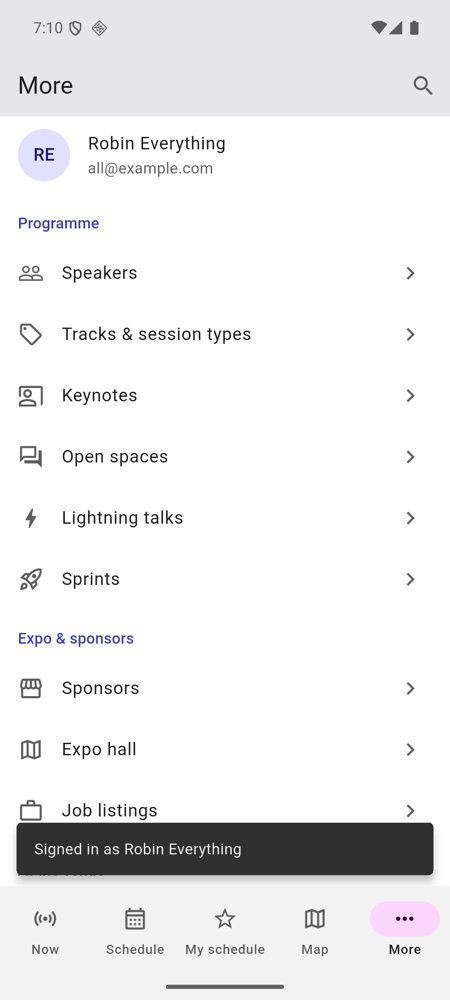 7:10
More
RE
Robin Everything
all@example.com
Programme
Speakers
Tracks & session types
Keynotes
Open spaces
Lightning talks
Sprints
Expo & sponsors
Sponsors
Expo hall
Job listings
Signed in as Robin Everything
Now
Schedule
My schedule
Map
More